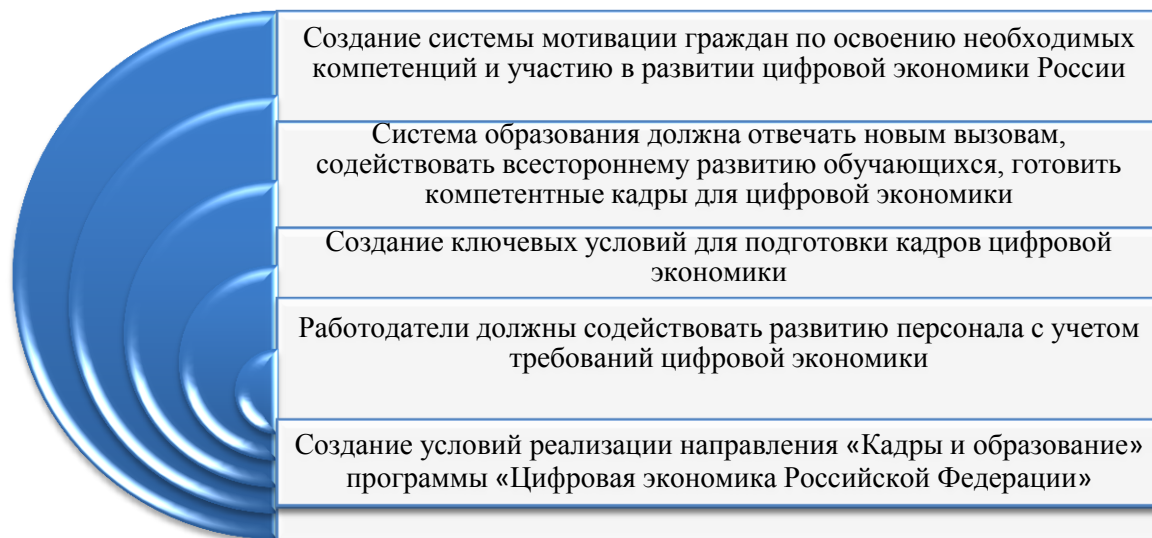 Создание системы мотивации граждан по освоению необходимых
компетенций и участию в развитии цифровой экономики России
Система образования должна отвечать новым вызовам,
содействовать всестороннему развитию обучающихся, готовить
компетентные кадры для цифровой экономики
Создание ключевых условий для подготовки кадров цифровой
экономики
Работодатели должны содействовать развитию персонала с учетом
требований цифровой экономики
Создание условий реализации направления «Кадры и образование»
программы «Цифровая экономика Российской Федерации»